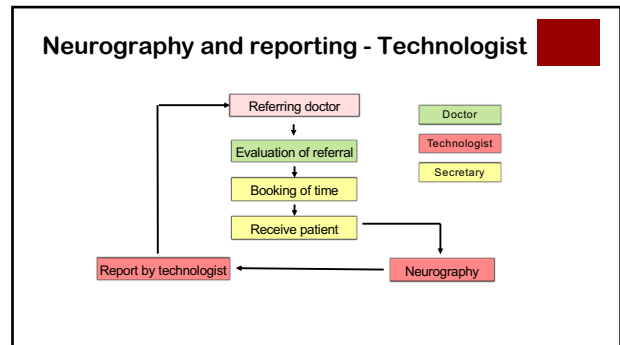 Neurography and reporting - Technologist
Referring doctor
Doctor
Evaluation of referral
Technologist
Booking of time
Secretary
Receive patient
Report by technologist
Neurography